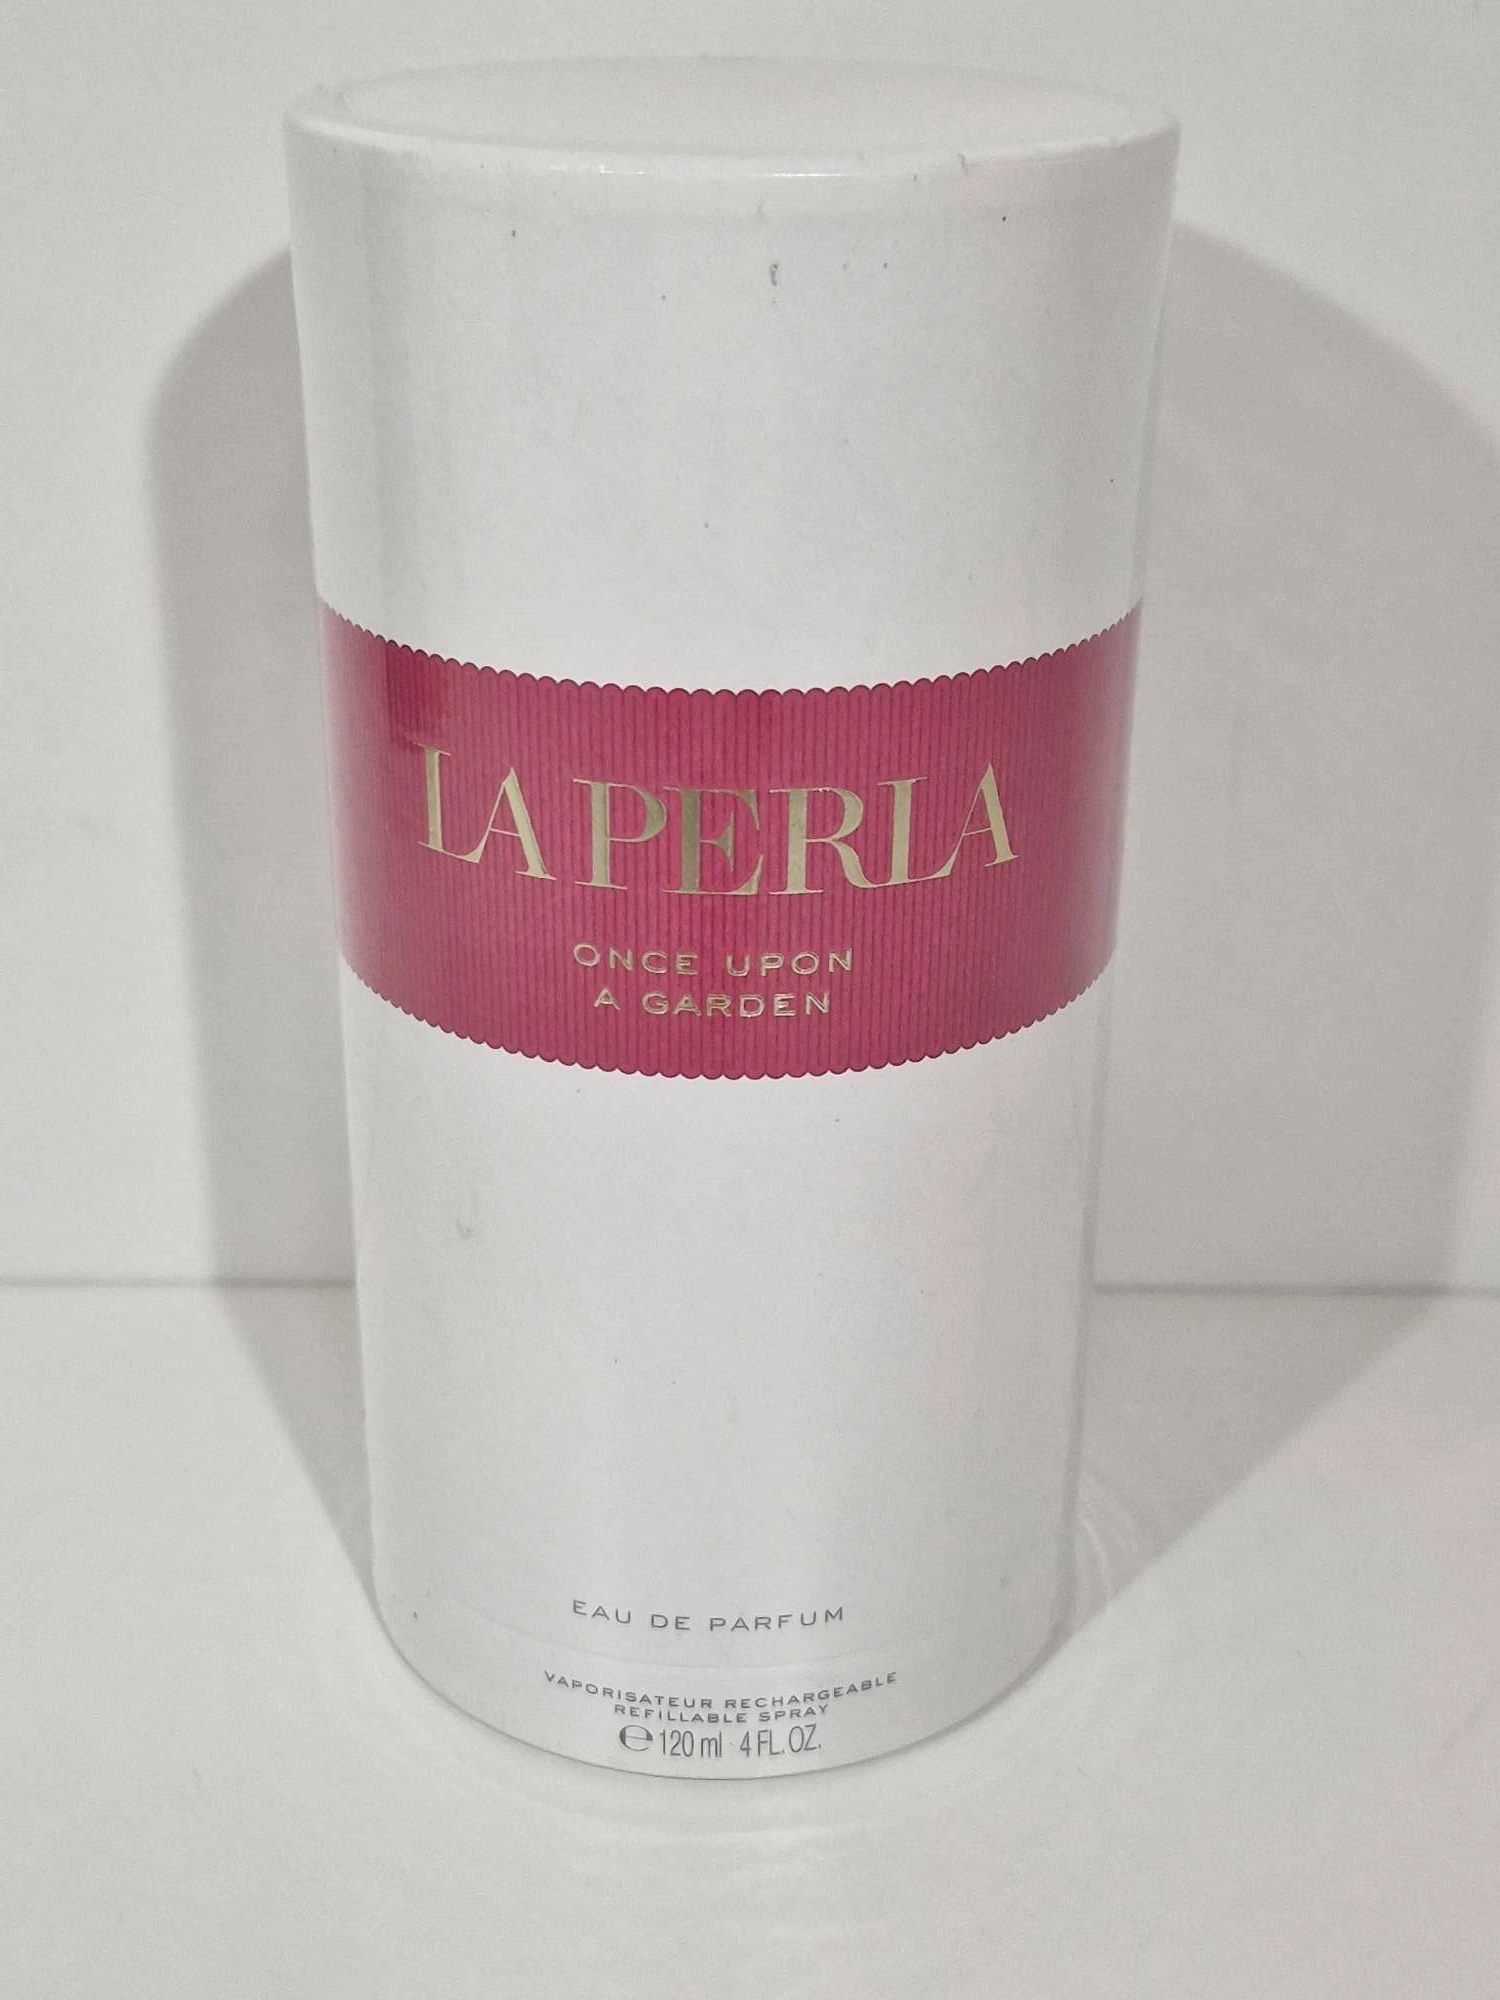 LA PERLA
ONCE UPON
A GARDEN
EAU DE PARFUM
VAPORISATEUR RECHARGEABLE
REFILLABLE SPRAY
℮ 120 ml · 4 FL. OZ.